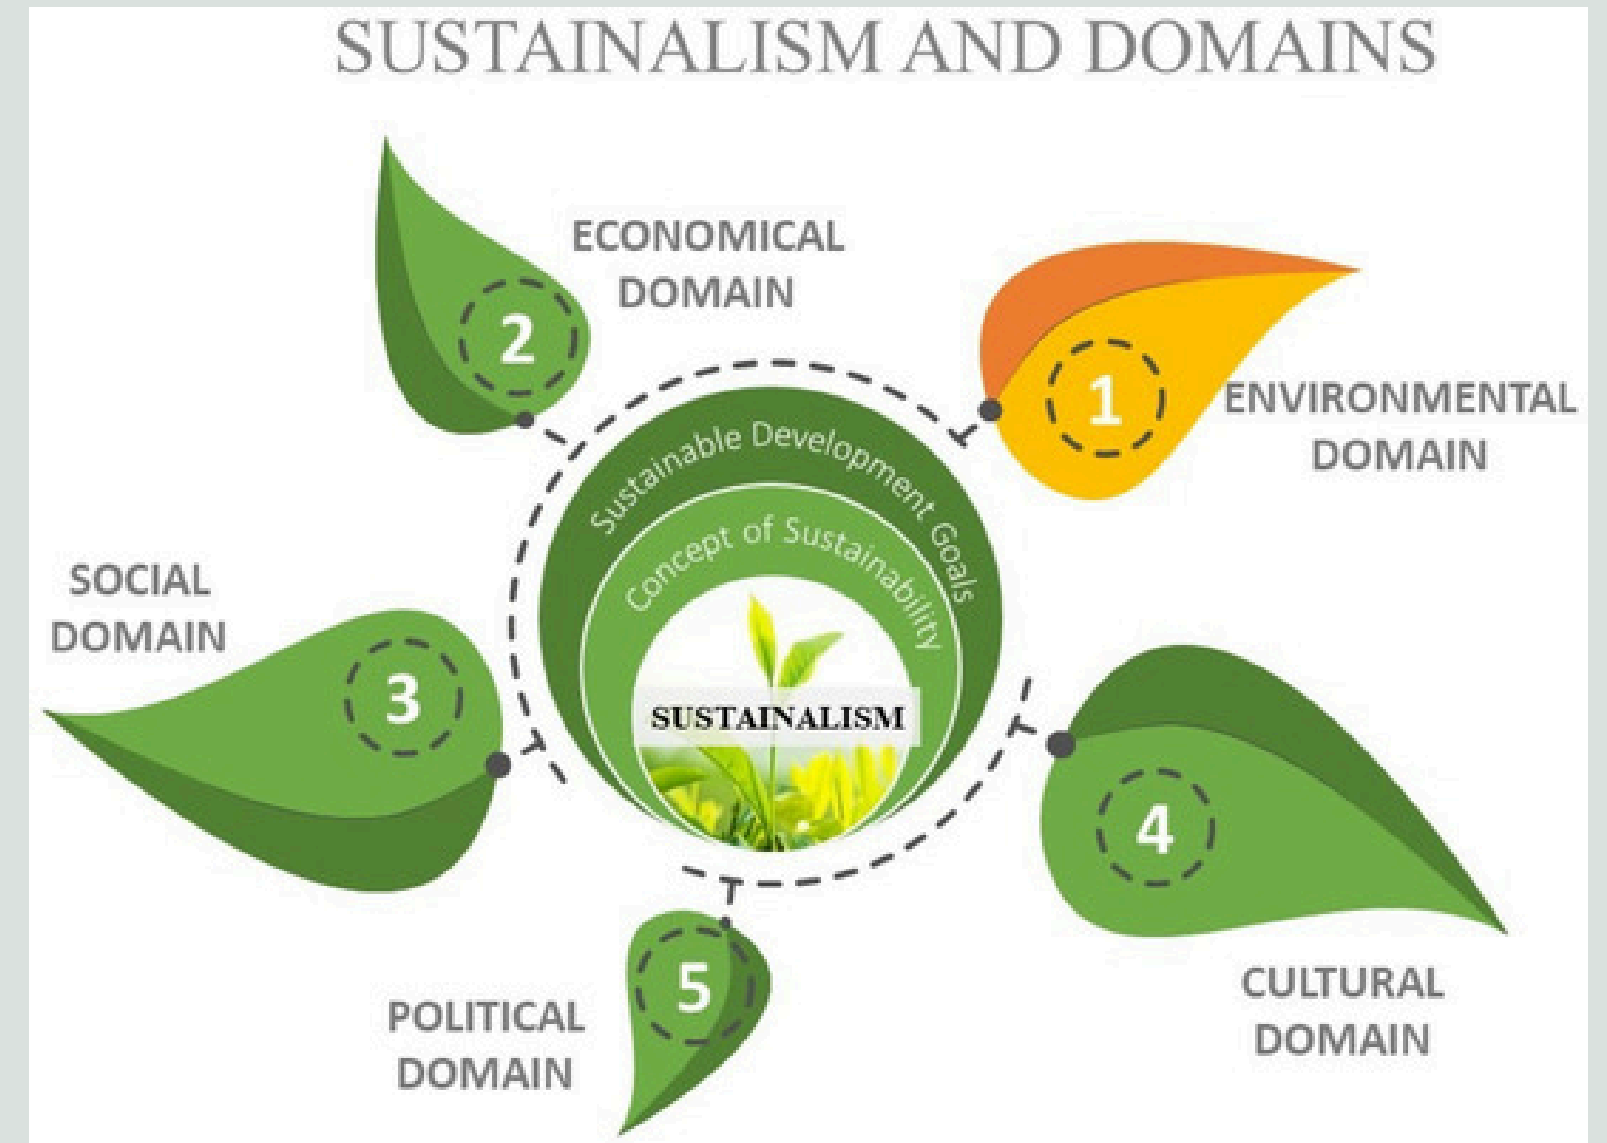 SUSTAINALISM AND DOMAINS
1
ENVIRONMENTAL
DOMAIN
2
ECONOMICAL
DOMAIN
3
SOCIAL
DOMAIN
4
CULTURAL
DOMAIN
5
POLITICAL
DOMAIN
Sustainable Development Goals
Concept of Sustainability
SUSTAINALISM